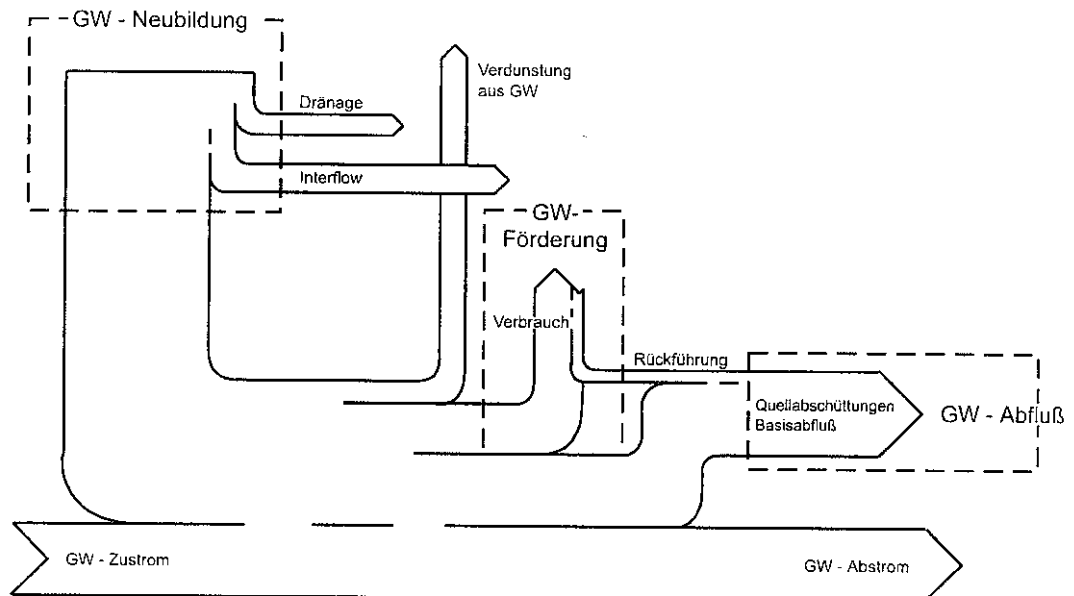 GW - Neubildung
Verdunstung
aus GW
Dränage
Interflow
GW-
Förderung
Verbrauch
Rückführung
Quellabschüttungen
Basisabfluß
GW - Abfluß
GW - Zustrom
GW - Abstrom